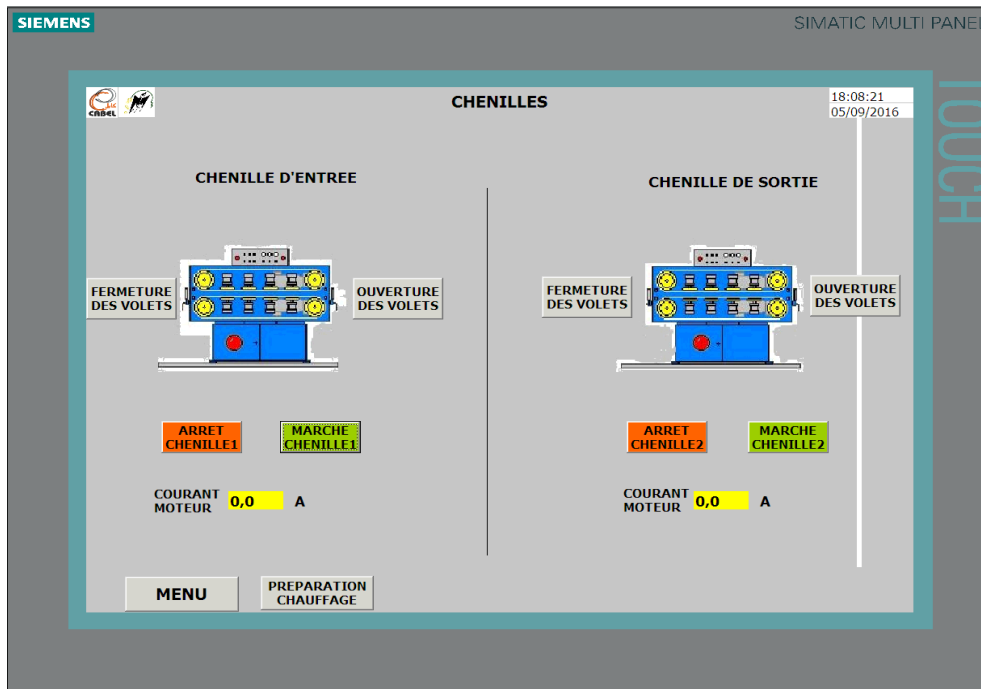 SIEMENS
SIMATIC MULTI PANEL
TOUCH
CABEL
CHENILLES
18:08:21
05/09/2016
CHENILLE D'ENTREE
CHENILLE DE SORTIE
FERMETURE
DES VOLETS
OUVERTURE
DES VOLETS
FERMETURE
DES VOLETS
OUVERTURE
DES VOLETS
ARRET
CHENILLE1
MARCHE
CHENILLE1
ARRET
CHENILLE2
MARCHE
CHENILLE2
COURANT
MOTEUR
0,0 A
COURANT
MOTEUR
0,0 A
MENU
PREPARATION
CHAUFFAGE